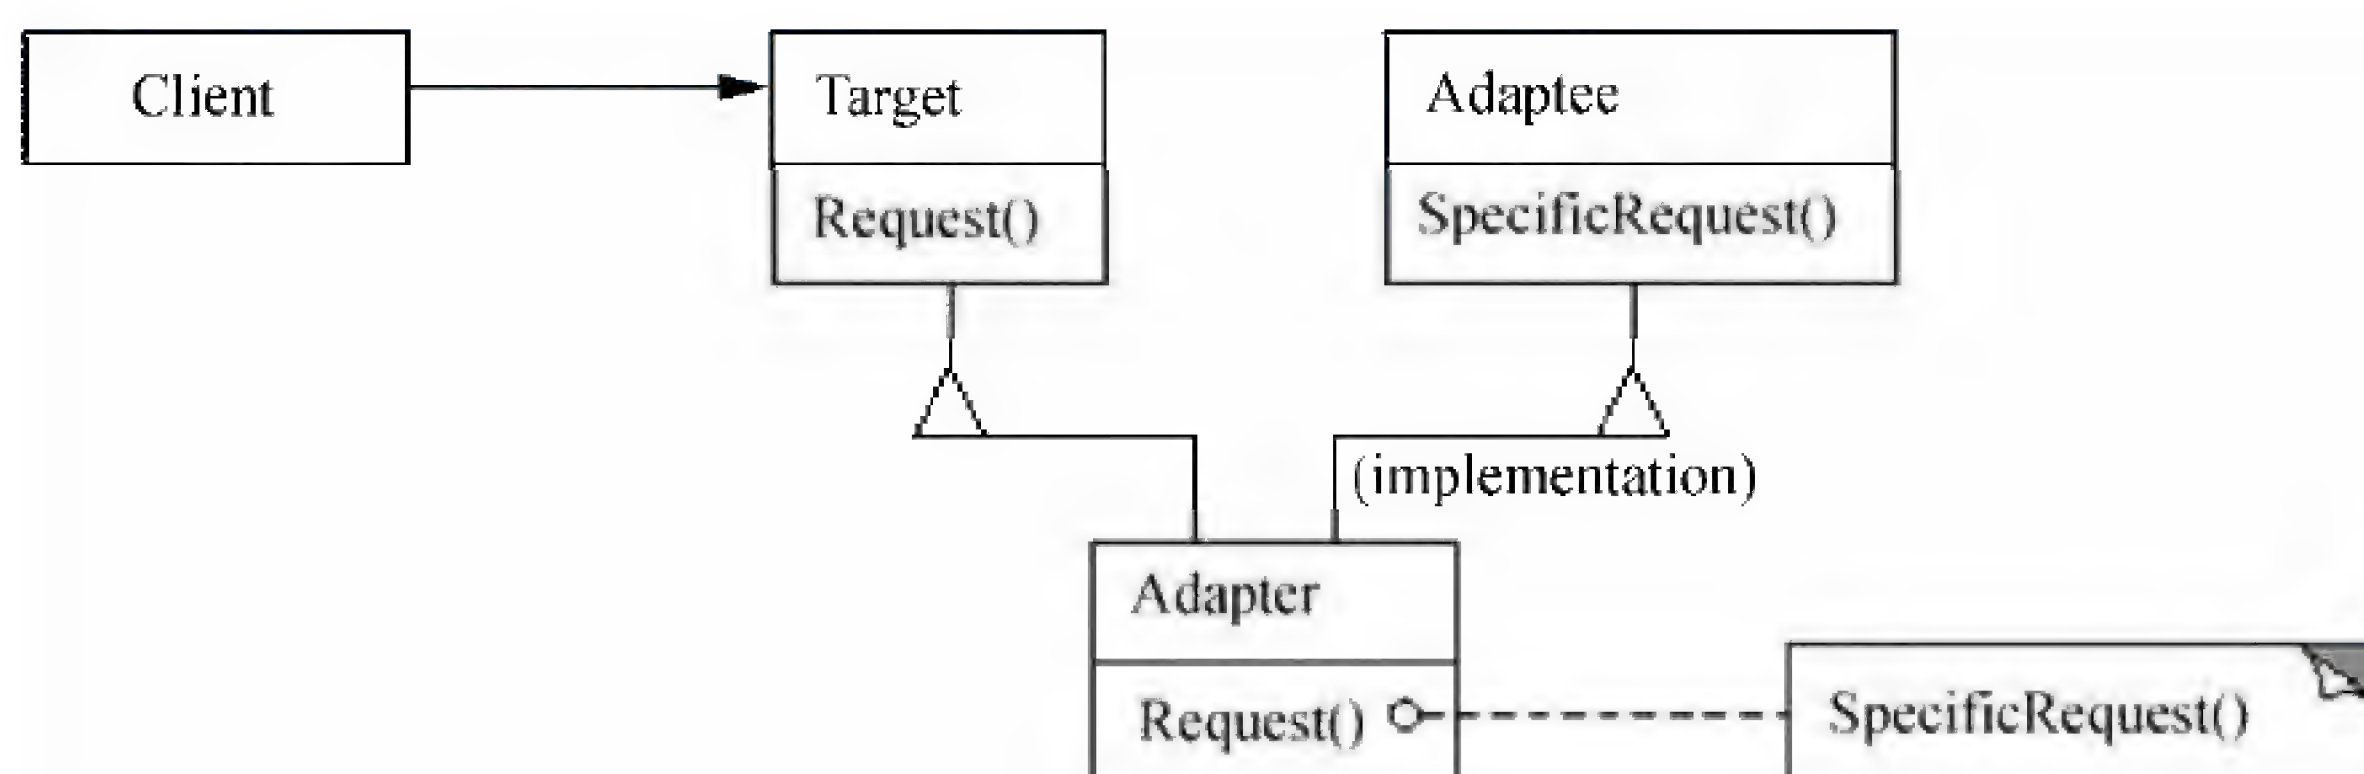 Client
Target
Adaptee
Request()
SpecificRequest()
(implementation)
Adapter
Request()
SpecificRequest()